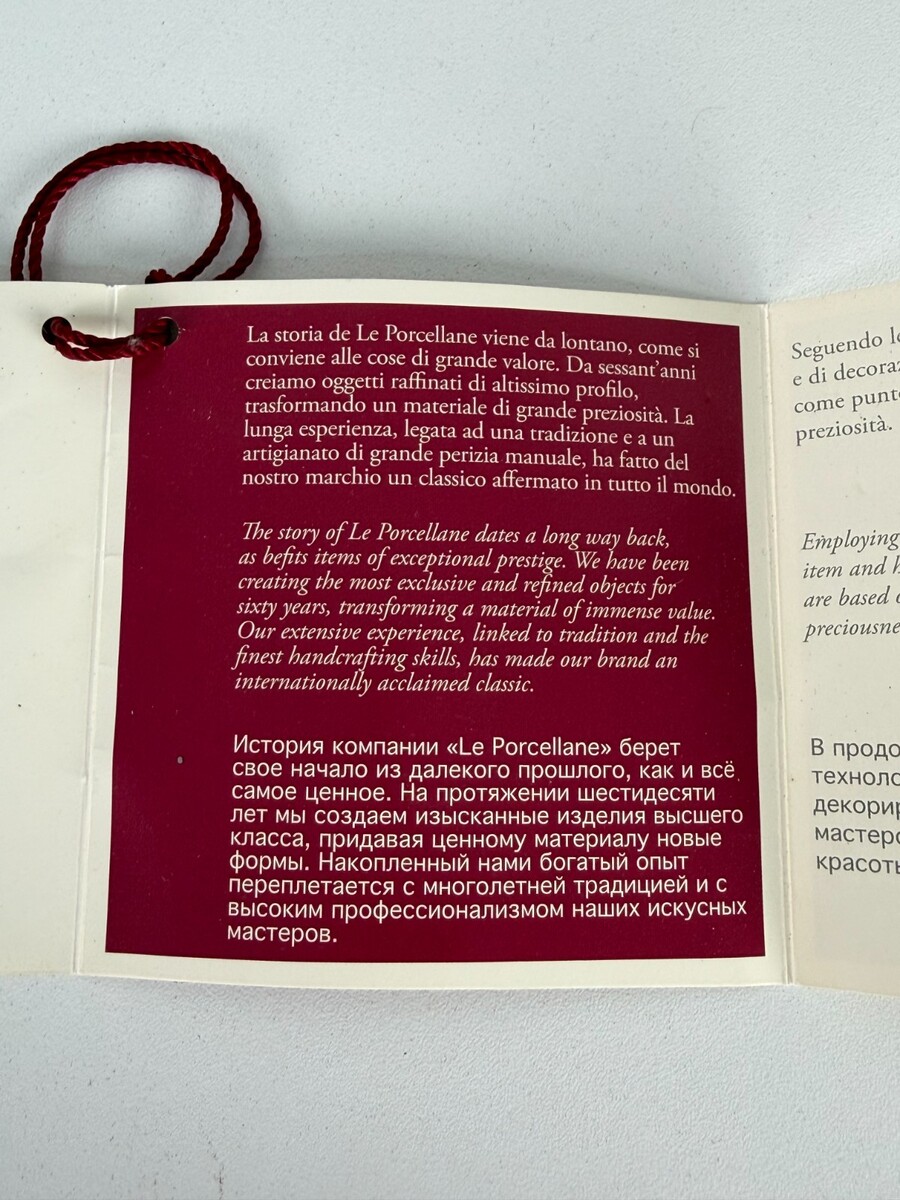 La storia de Le Porcellane viene da lontano, come si
conviene alle cose di grande valore. Da sessant'anni
creiamo oggetti raffinati di altissimo profilo,
trasformando un materiale di grande preziosità. La
lunga esperienza, legata ad una tradizione e a un
artigianato di grande perizia manuale, ha fatto del
nostro marchio un classico affermato in tutto il mondo.
The story of Le Porcellane dates a long way back,
as befits items of exceptional prestige. We have been
creating the most exclusive and refined objects for
sixty years, transforming a material of immense value.
Our extensive experience, linked to tradition and the
finest handcrafting skills, has made our brand an
internationally acclaimed classic.
История компании «Le Porcellane» берет
свое начало из далекого прошлого, как и всё
самое ценное. На протяжении шестидесяти
лет мы создаем изысканные изделия высшего
класса, придавая ценному материалу новые
формы. Накопленный нами богатый опыт
переплетается с многолетней традицией и с
высоким профессионализмом наших искусных
мастеров.
Seguendo
e di
come
preziosità.
Employing
item and
are based
В